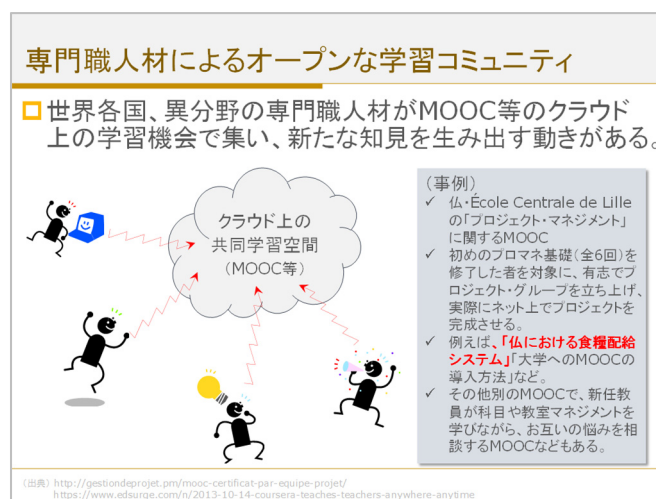 専門職人材によるオープンな学習コミュニティ
世界各国、異分野の専門職人材がMOOC等のクラウド
上の学習機会で集い、新たな知見を生み出す動きがある。
クラウド上の
共同学習空間
(MOOC等)
(事例)
✓ 仏・École Centrale de Lille
の「プロジェクト・マネジメント」
に関するMOOC
✓ 初めのプロマネ基礎(全6回)を
修了した者を対象に、有志でプ
ロジェクト・グループを立ち上げ、
実際にネット上でプロジェクトを
完成させる。
✓ 例えば、「仏における食糧配給
システム」「大学へのMOOCの
導入方法」など。
✓ その他別のMOOCで、新任教
員が科目や教室マネジメントを
学びながら、お互いの悩みを相
談するMOOCなどもある。
(出典) http://gestiondeprojet.pm/mooc-certificat-par-equipe-projet/
https://www.edsurge.com/n/2013-10-14-coursera-teaches-teachers-anywhere-anytime